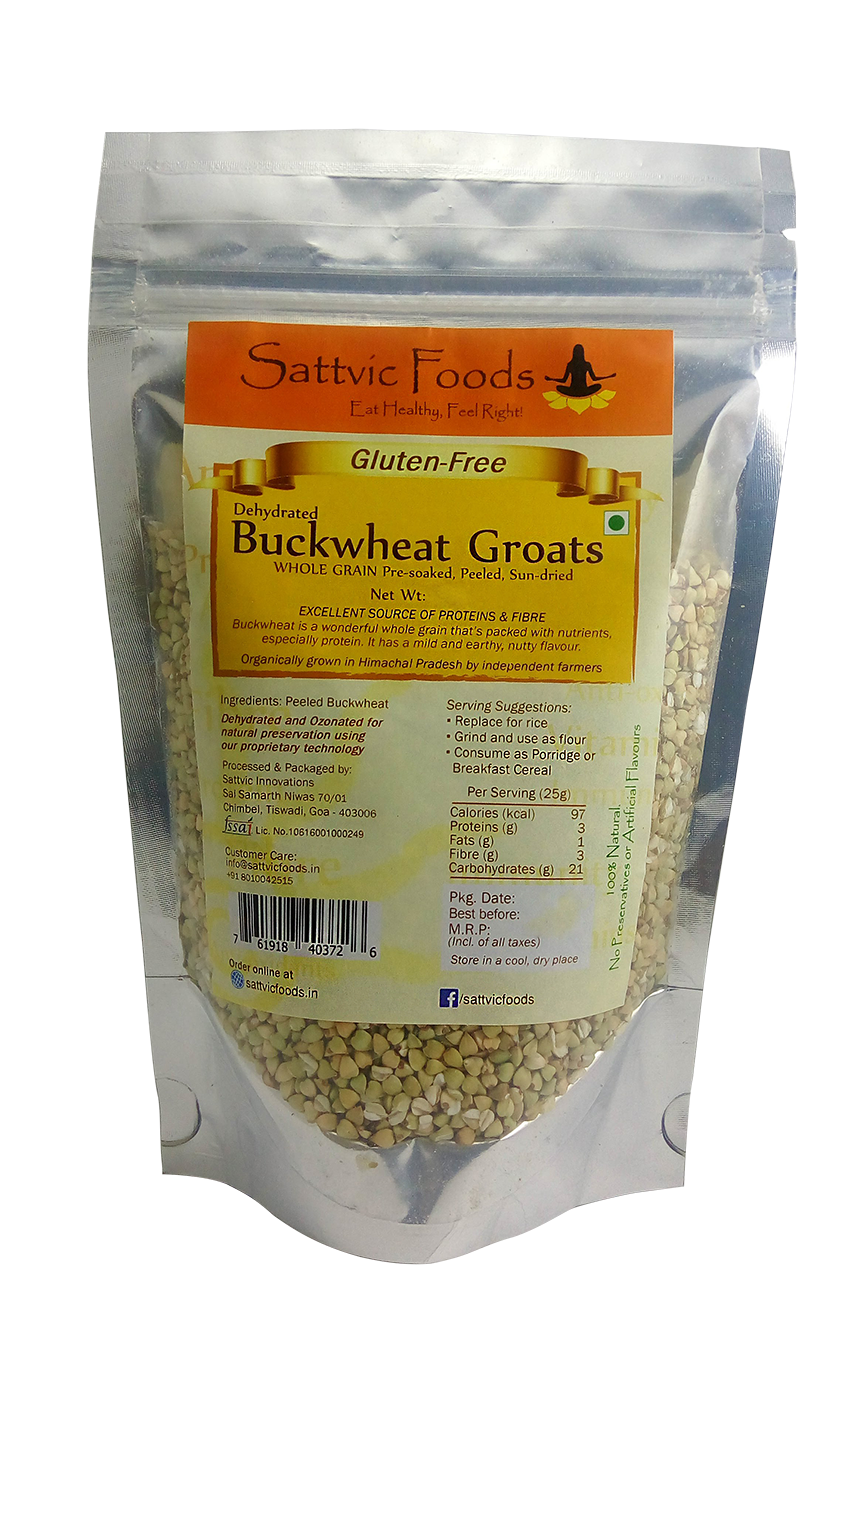 Sattvic Foods
Eat Healthy, Feel Right!
Gluten-Free
Dehydrated
Buckwheat Groats
WHOLE GRAIN Pre-soaked, Peeled, Sun-dried
Net Wt:
EXCELLENT SOURCE OF PROTEINS & FIBRE
Buckwheat is a wonderful whole grain that's packed with nutrients,
especially protein. It has a mild and earthy, nutty flavour.
Organically grown in Himachal Pradesh by independent farmers
Ingredients: Peeled Buckwheat
Dehydrated and Ozonated for
natural preservation using
our proprietary technology
Processed & Packaged by:
Sattvic Innovations
Sai Samarth Niwas 70/01
Chimbel, Tiswadi, Goa - 403006
fssai Lic. No.10616001000249
Customer Care:
info@sattvicfoods.in
+91 8010042515
7 61918 40372 6
Order online at
sattvicfoods.in
Serving Suggestions:
• Replace for rice
• Grind and use as flour
• Consume as Porridge or
Breakfast Cereal
Per Serving (25g)
Calories (kcal) 97
Proteins (g) 3
Fats (g) 1
Fibre (g) 3
Carbohydrates (g) 21
Pkg. Date:
Best before:
M.R.P:
(Incl. of all taxes)
Store in a cool, dry place
f/sattvicfoods
100% Natural.
No Preservatives or Artificial Flavours